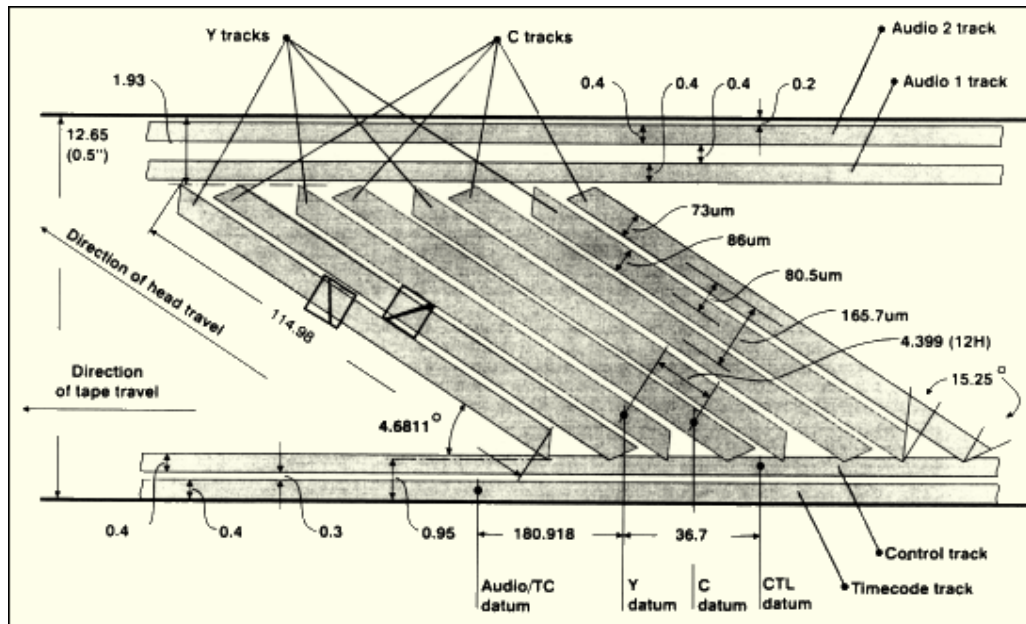 Y tracks
C tracks
Audio 2 track
1.93
0.4
0.4
0.4
0.2
Audio 1 track
12.65
(0.5")
73um
86um
80.5um
165.7um
4.399 (12H)
15.25°
Direction of head travel
114.98
Direction
of tape travel
4.6811°
0.4
0.4
0.3
0.95
180.918
36.7
Control track
Timecode track
Audio/TC
datum
Y
datum
C
datum
CTL
datum